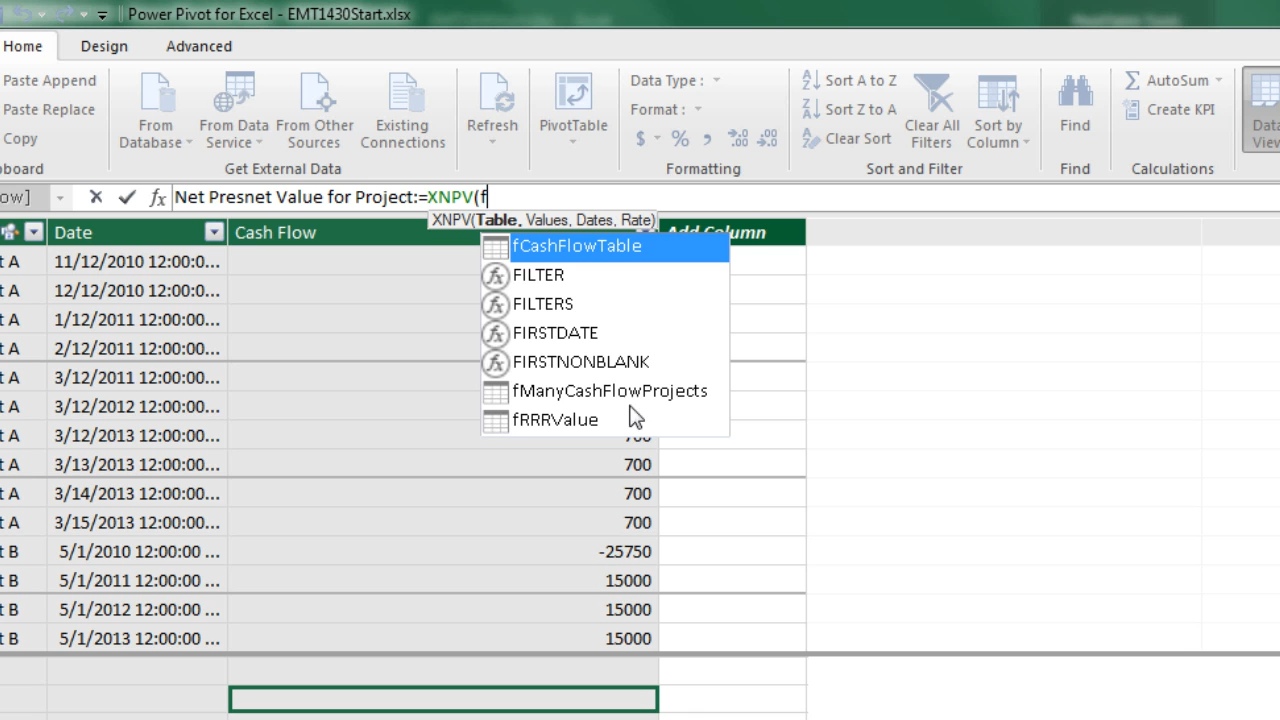 Power Pivot for Excel - EMT1430Start.xlsx
Home Design Advanced
Paste Append
Paste Replace
Copy
board
From Database
From Data Service
From Other Sources
Existing Connections
Get External Data
Refresh
PivotTable
Data Type :
Format :
$ % , .00 .00
Formatting
Sort A to Z
Sort Z to A
Clear Sort
Clear All Filters
Sort by Column
Sort and Filter
Find
Find
AutoSum
Create KPI
Calculations
Data View
ow] fx Net Presnet Value for Project:=XNPV(f
XNPV(Table, Values, Dates, Rate)
Date Cash Flow Add Column
fCashFlowTable
FILTER
FILTERS
FIRSTDATE
FIRSTNONBLANK
fManyCashFlowProjects
fRRRValue
t A 11/12/2010 12:00:0...
t A 12/12/2010 12:00:0...
t A 1/12/2011 12:00:00...
t A 2/12/2011 12:00:00...
t A 3/12/2011 12:00:00...
t A 3/12/2012 12:00:00...
t A 3/12/2013 12:00:00... 700
t A 3/13/2013 12:00:00... 700
t A 3/14/2013 12:00:00... 700
t A 3/15/2013 12:00:00... 700
t B 5/1/2010 12:00:00 ... -25750
t B 5/1/2011 12:00:00 ... 15000
t B 5/1/2012 12:00:00 ... 15000
t B 5/1/2013 12:00:00 ... 15000